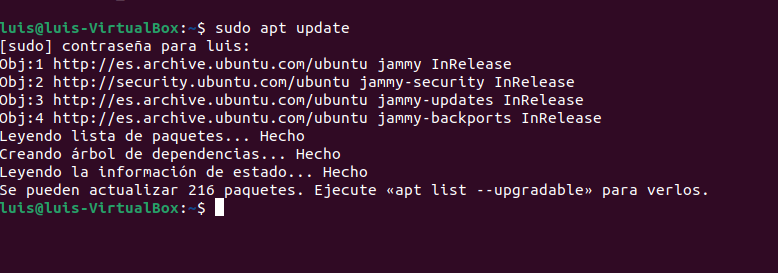 luis@luis-VirtualBox:~$ sudo apt update
[sudo] contraseña para luis:
Obj:1 http://es.archive.ubuntu.com/ubuntu jammy InRelease
Obj:2 http://security.ubuntu.com/ubuntu jammy-security InRelease
Obj:3 http://es.archive.ubuntu.com/ubuntu jammy-updates InRelease
Obj:4 http://es.archive.ubuntu.com/ubuntu jammy-backports InRelease
Leyendo lista de paquetes... Hecho
Creando árbol de dependencias... Hecho
Leyendo la información de estado... Hecho
Se pueden actualizar 216 paquetes. Ejecute «apt list --upgradable» para verlos.
luis@luis-VirtualBox:~$